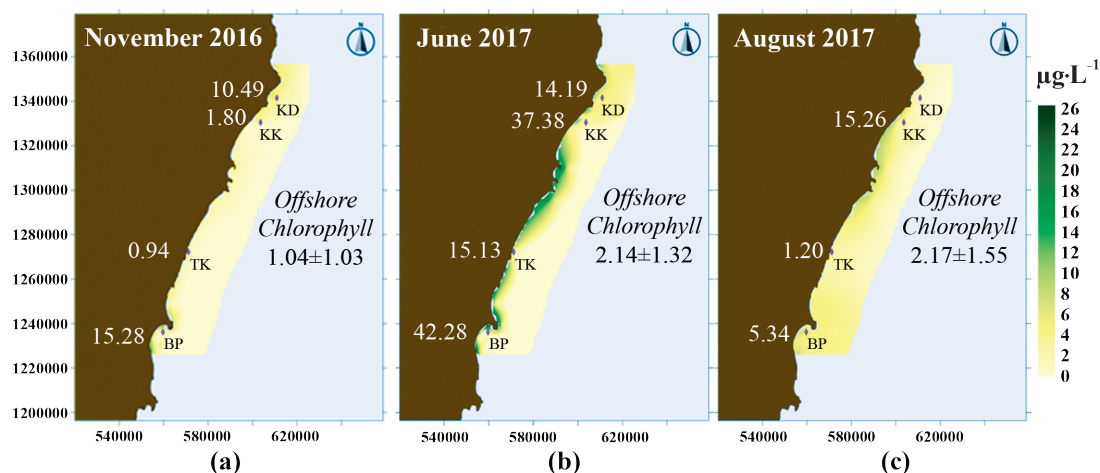 November 2016
June 2017
August 2017
N
N
N
µg·L⁻¹
1380000
1360000
1340000
1320000
1300000
1280000
1260000
1240000
1220000
1200000
10.49
KD
1.80
KK
Offshore
Chlorophyll
1.04±1.03
0.94
TK
15.28
BP
14.19
KD
37.38
KK
Offshore
Chlorophyll
2.14±1.32
15.13
TK
42.28
BP
KD
15.26
KK
Offshore
Chlorophyll
2.17±1.55
1.20
TK
5.34
BP
26
24
22
20
18
16
14
12
10
8
6
4
2
0
540000 580000 620000
540000 580000 620000
540000 580000 620000
(a)
(b)
(c)